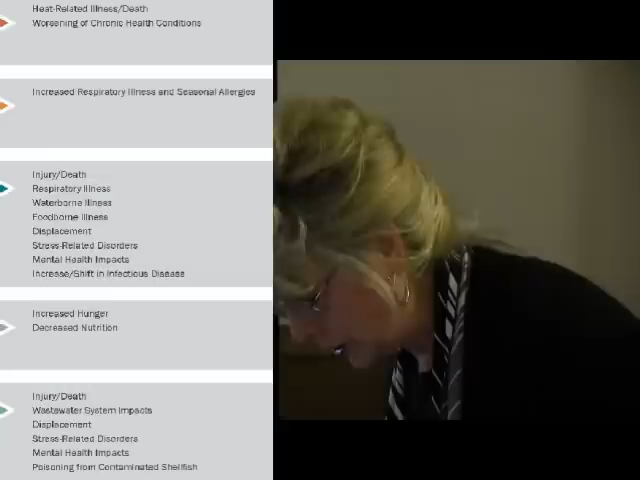 Heat-Related Illness/Death
Worsening of Chronic Health Conditions
Increased Respiratory Illness and Seasonal Allergies
Injury/Death
Respiratory Illness
Waterborne Illness
Foodborne Illness
Displacement
Stress-Related Disorders
Mental Health Impacts
Increase/Shift in Infectious Disease
Increased Hunger
Decreased Nutrition
Injury/Death
Wastewater System Impacts
Displacement
Stress-Related Disorders
Mental Health Impacts
Poisoning from Contaminated Shellfish